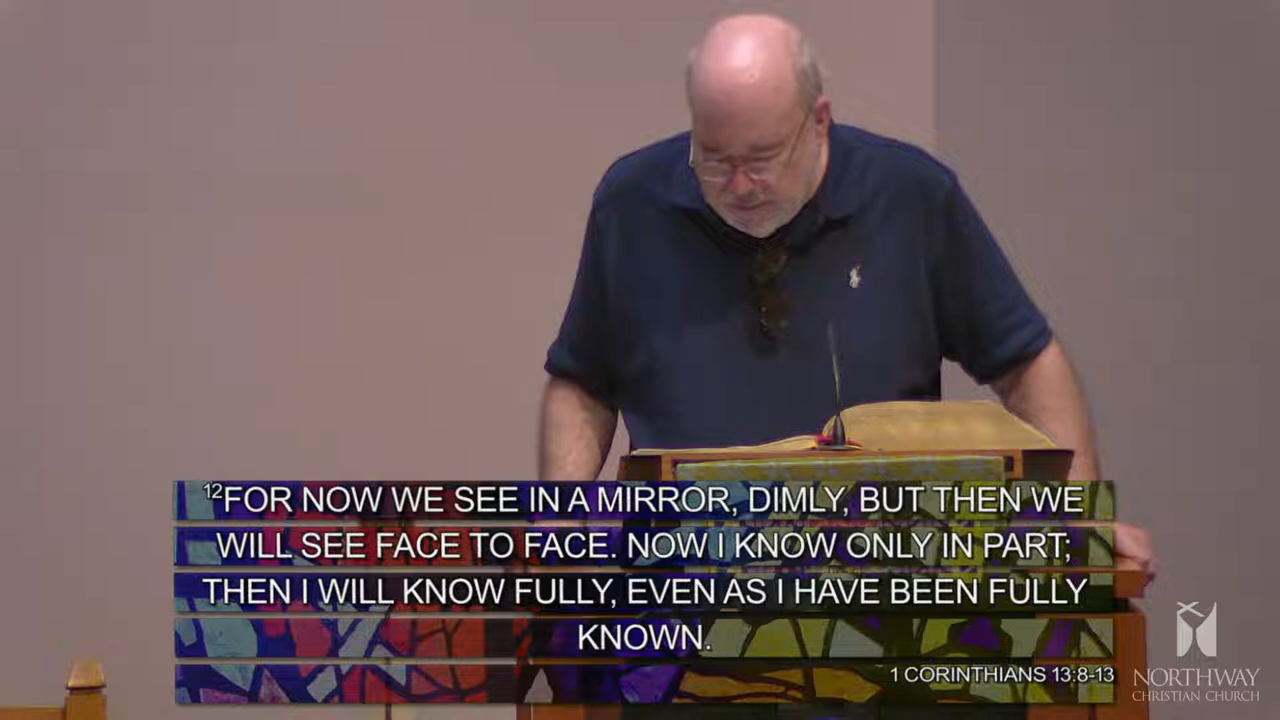 ¹²FOR NOW WE SEE IN A MIRROR, DIMLY, BUT THEN WE
WILL SEE FACE TO FACE. NOW I KNOW ONLY IN PART;
THEN I WILL KNOW FULLY, EVEN AS I HAVE BEEN FULLY
KNOWN.
1 CORINTHIANS 13:8-13
NORTHWAY
CHRISTIAN CHURCH